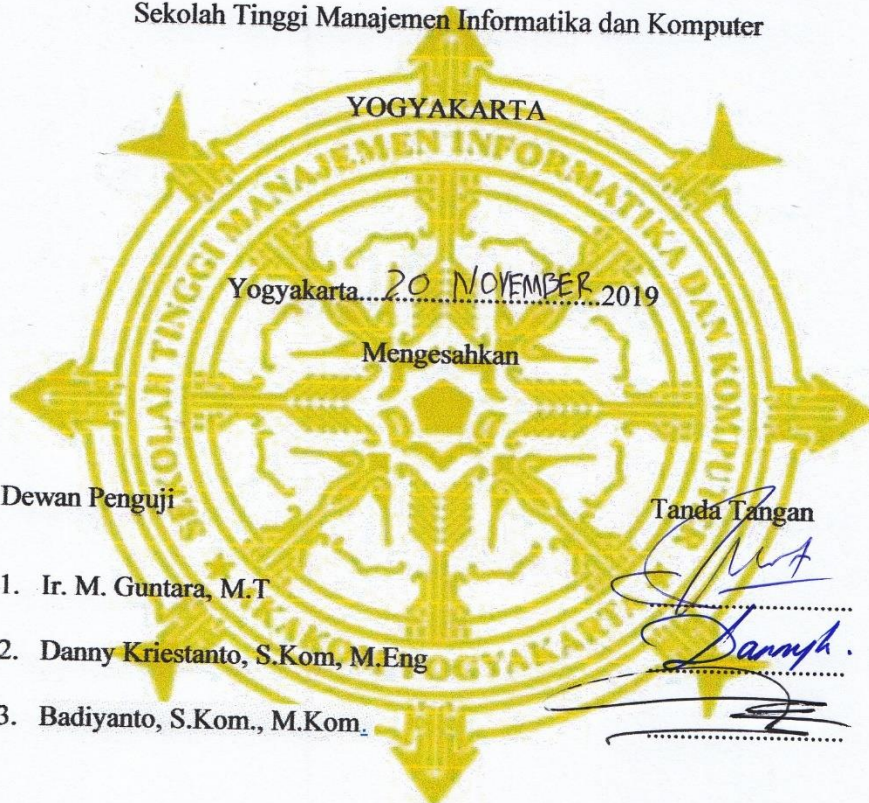 Sekolah Tinggi Manajemen Informatika dan Komputer
YOGYAKARTA
SEKOLAH TINGGI MANAJEMEN INFORMATIKA DAN KOMPUTER
Yogyakarta....20 NOVEMBER....2019
Mengesahkan
Dewan Penguji
Tanda Tangan
1. Ir. M. Guntara, M.T
2. Danny Kriestanto, S.Kom, M.Eng
Dannyk.
AKAKOM YOGYAKARTA
3. Badiyanto, S.Kom., M.Kom.